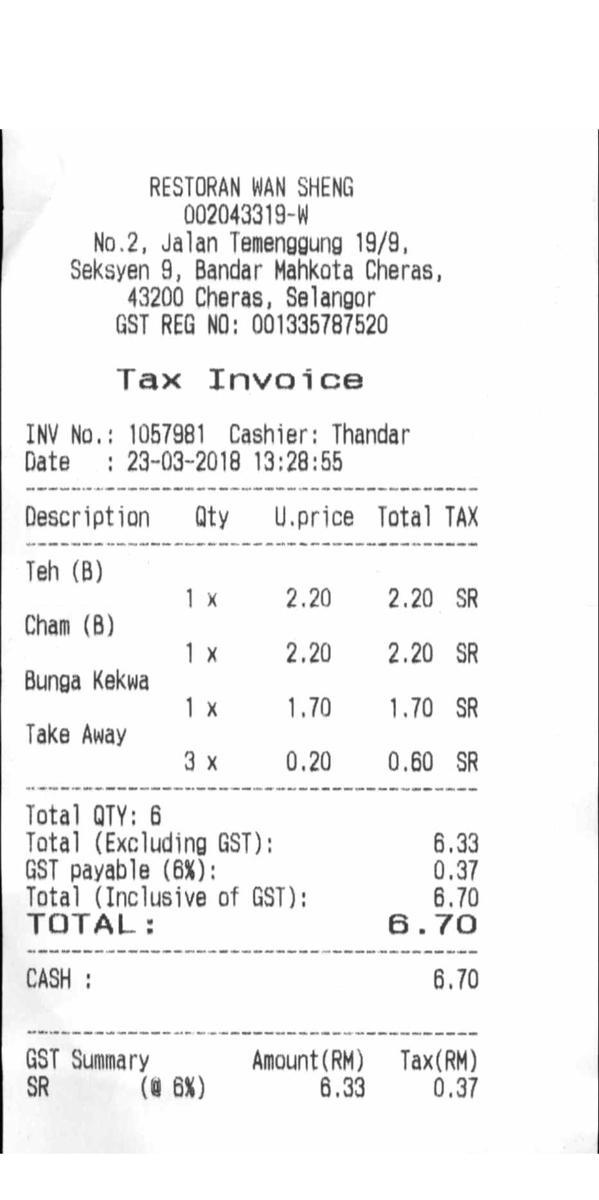 RESTORAN WAN SHENG
002043319-W
No.2, Jalan Temenggung 19/9,
Seksyen 9, Bandar Mahkota Cheras,
43200 Cheras, Selangor
GST REG NO: 001335787520
Tax Invoice
INV No.: 1057981 Cashier: Thandar
Date : 23-03-2018 13:28:55
Description Qty U.price Total TAX
Teh (B)
1 x 2.20 2.20 SR
Cham (B)
1 x 2.20 2.20 SR
Bunga Kekwa
1 x 1.70 1.70 SR
Take Away
3 x 0.20 0.60 SR
Total QTY: 6
Total (Excluding GST): 6.33
GST payable (6%): 0.37
Total (Inclusive of GST): 6.70
TOTAL: 6.70
CASH : 6.70
GST Summary Amount(RM) Tax(RM)
SR (@ 6%) 6.33 0.37